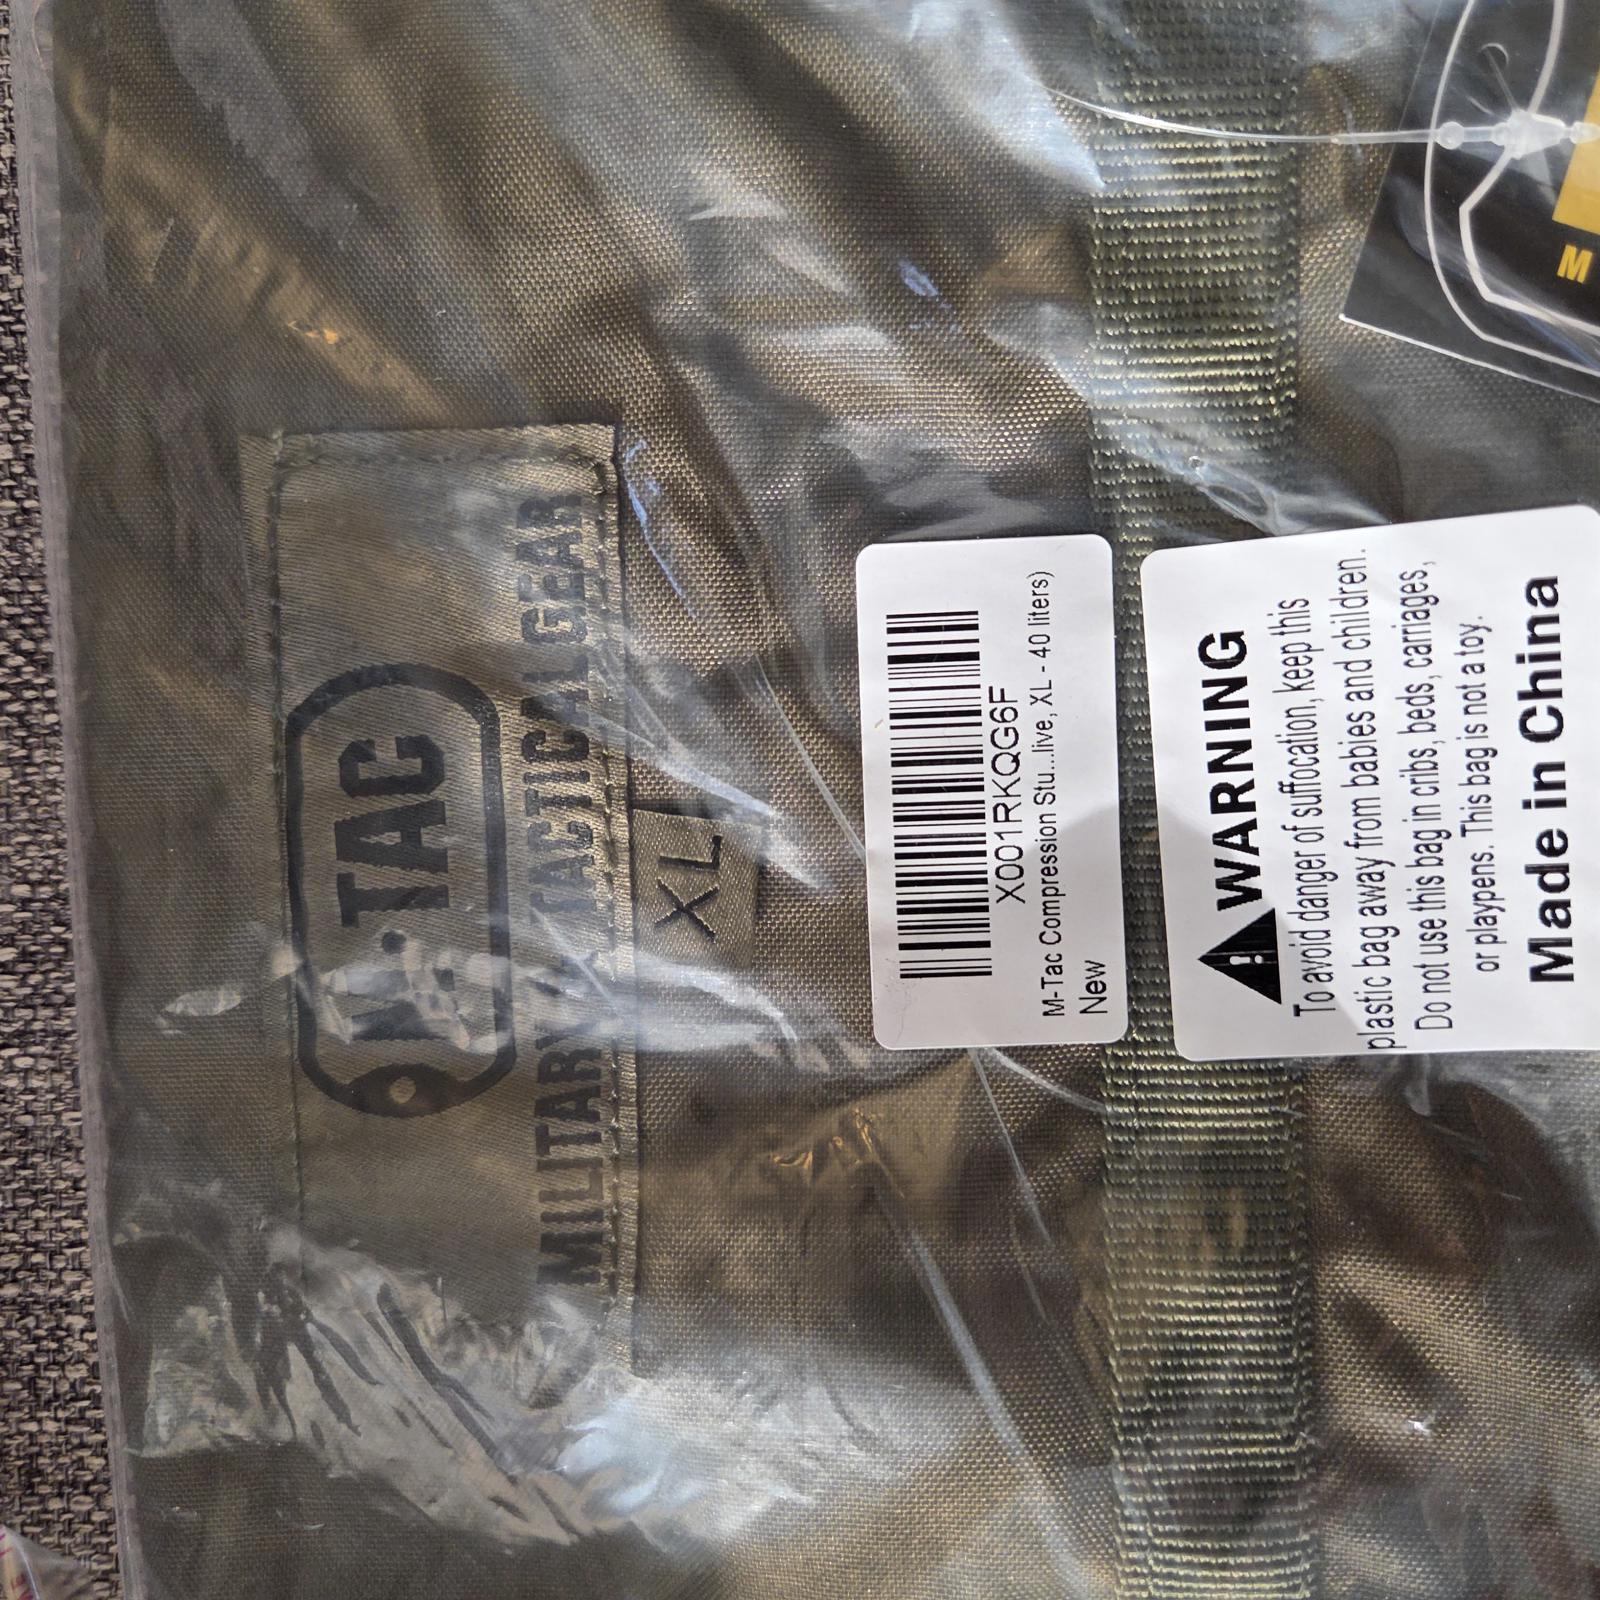 M-TAC
MILITARY & TACTICAL GEAR
XL
X001RKQG6F
M-Tac Compression Stu...live, XL - 40 liters)
New
WARNING
To avoid danger of suffocation, keep this
plastic bag away from babies and children.
Do not use this bag in cribs, beds, carriages,
or playpens. This bag is not a toy.
Made in China
M